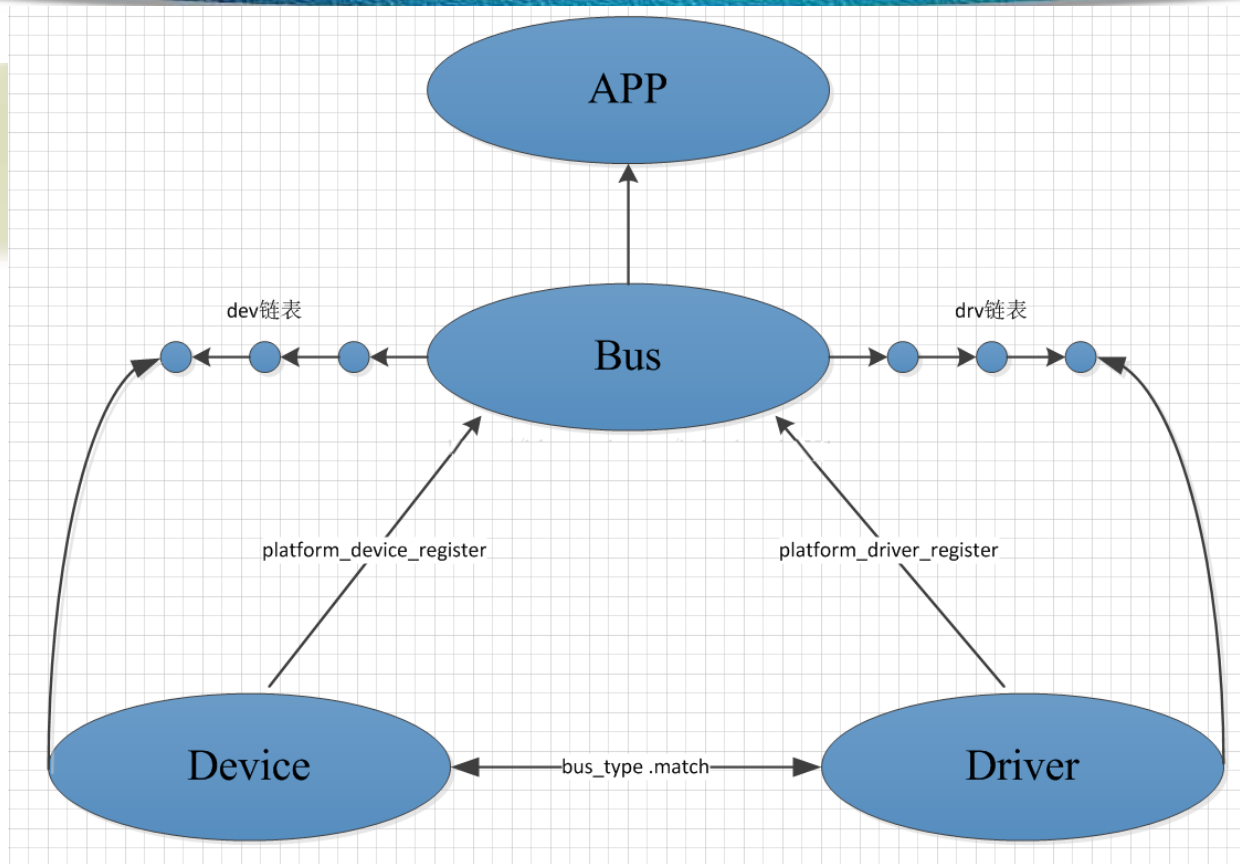 APP
dev链表
drv链表
Bus
platform_device_register
platform_driver_register
Device
bus_type .match
Driver